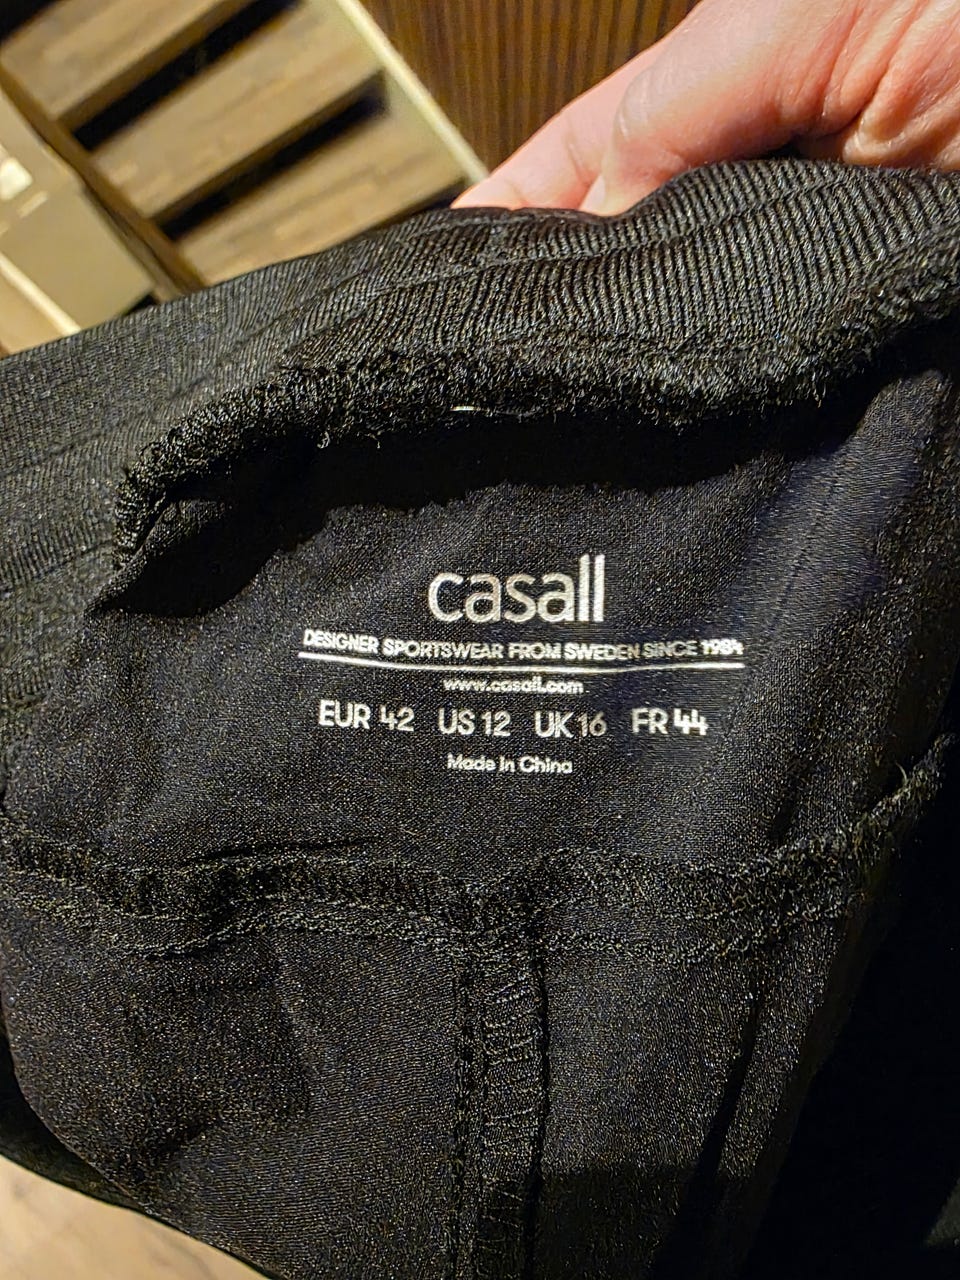 casall
DESIGNER SPORTSWEAR FROM SWEDEN SINCE 1984
www.casall.com
EUR 42 US 12 UK 16 FR 44
Made In China